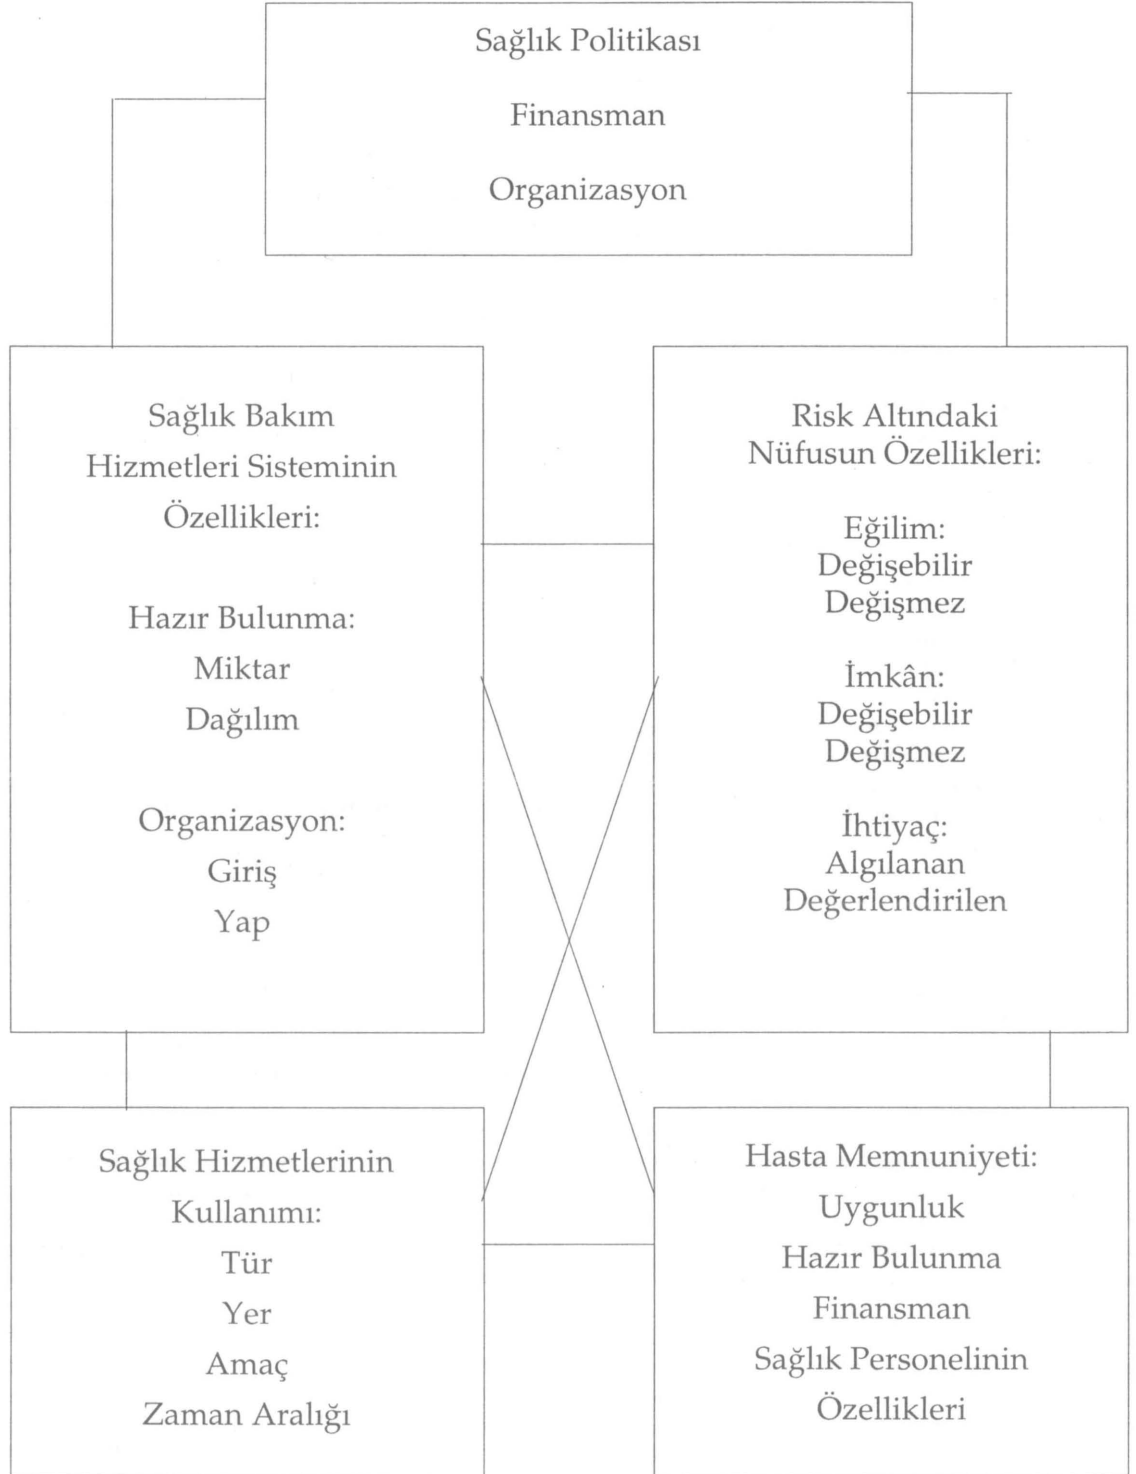 Sağlık Politikası
Finansman
Organizasyon
Sağlık Bakım
Hizmetleri Sisteminin
Özellikleri:
Hazır Bulunma:
Miktar
Dağılım
Organizasyon:
Giriş
Yap
Risk Altındaki
Nüfusun Özellikleri:
Eğilim:
Değişebilir
Değişmez
İmkân:
Değişebilir
Değişmez
İhtiyaç:
Algılanan
Değerlendirilen
Sağlık Hizmetlerinin
Kullanımı:
Tür
Yer
Amaç
Zaman Aralığı
Hasta Memnuniyeti:
Uygunluk
Hazır Bulunma
Finansman
Sağlık Personelinin
Özellikleri